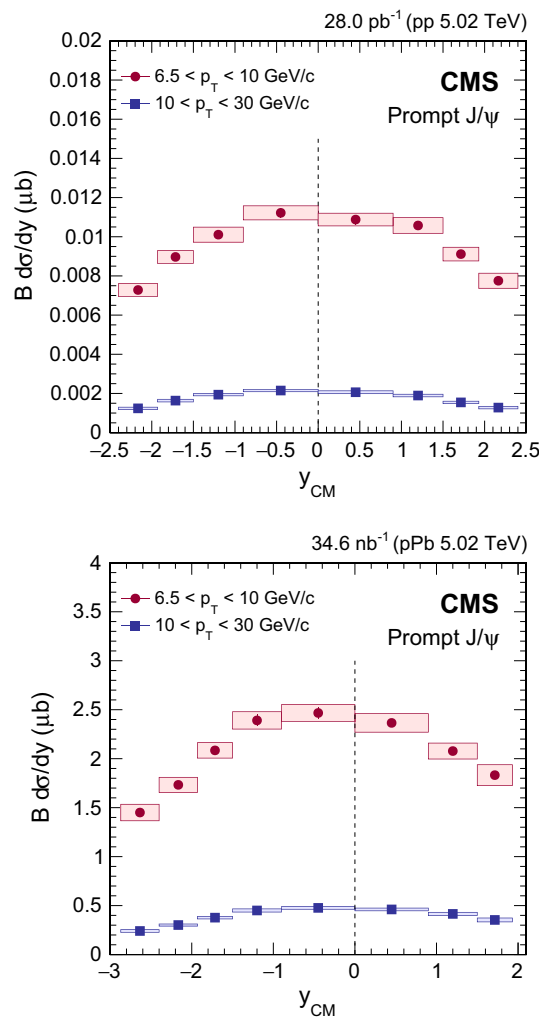 28.0 pb⁻¹ (pp 5.02 TeV)
0.02
6.5 < p_T < 10 GeV/c
CMS
0.018
10 < p_T < 30 GeV/c
Prompt J/ψ
0.016
0.014
0.012
0.01
0.008
0.006
0.004
0.002
0
B dσ/dy (μb)
−2.5 −2 −1.5 −1 −0.5 0 0.5 1 1.5 2 2.5
y_CM
34.6 nb⁻¹ (pPb 5.02 TeV)
4
6.5 < p_T < 10 GeV/c
CMS
3.5
10 < p_T < 30 GeV/c
Prompt J/ψ
3
2.5
2
1.5
1
0.5
0
B dσ/dy (μb)
−3 −2 −1 0 1 2
y_CM